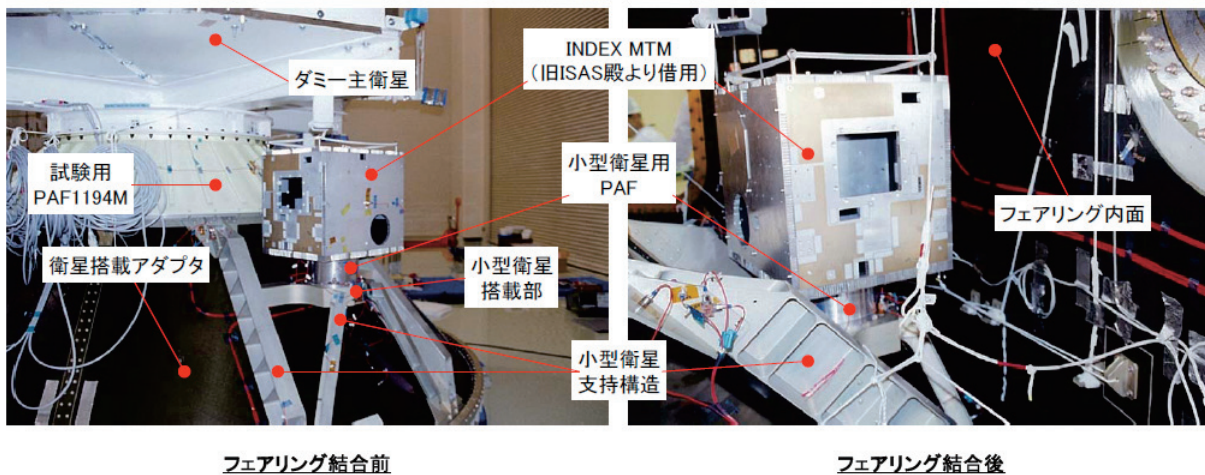 ダミー主衛星
INDEX MTM
（旧ISAS殿より借用）
試験用
PAF1194M
小型衛星用
PAF
フェアリング内面
衛星搭載アダプタ
小型衛星
搭載部
小型衛星
支持構造
フェアリング結合前
フェアリング結合後